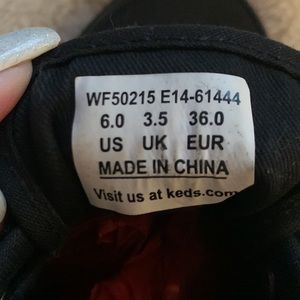 WF50215 E14-61444
6.0 3.5 36.0
US UK EUR
MADE IN CHINA
Visit us at keds.com